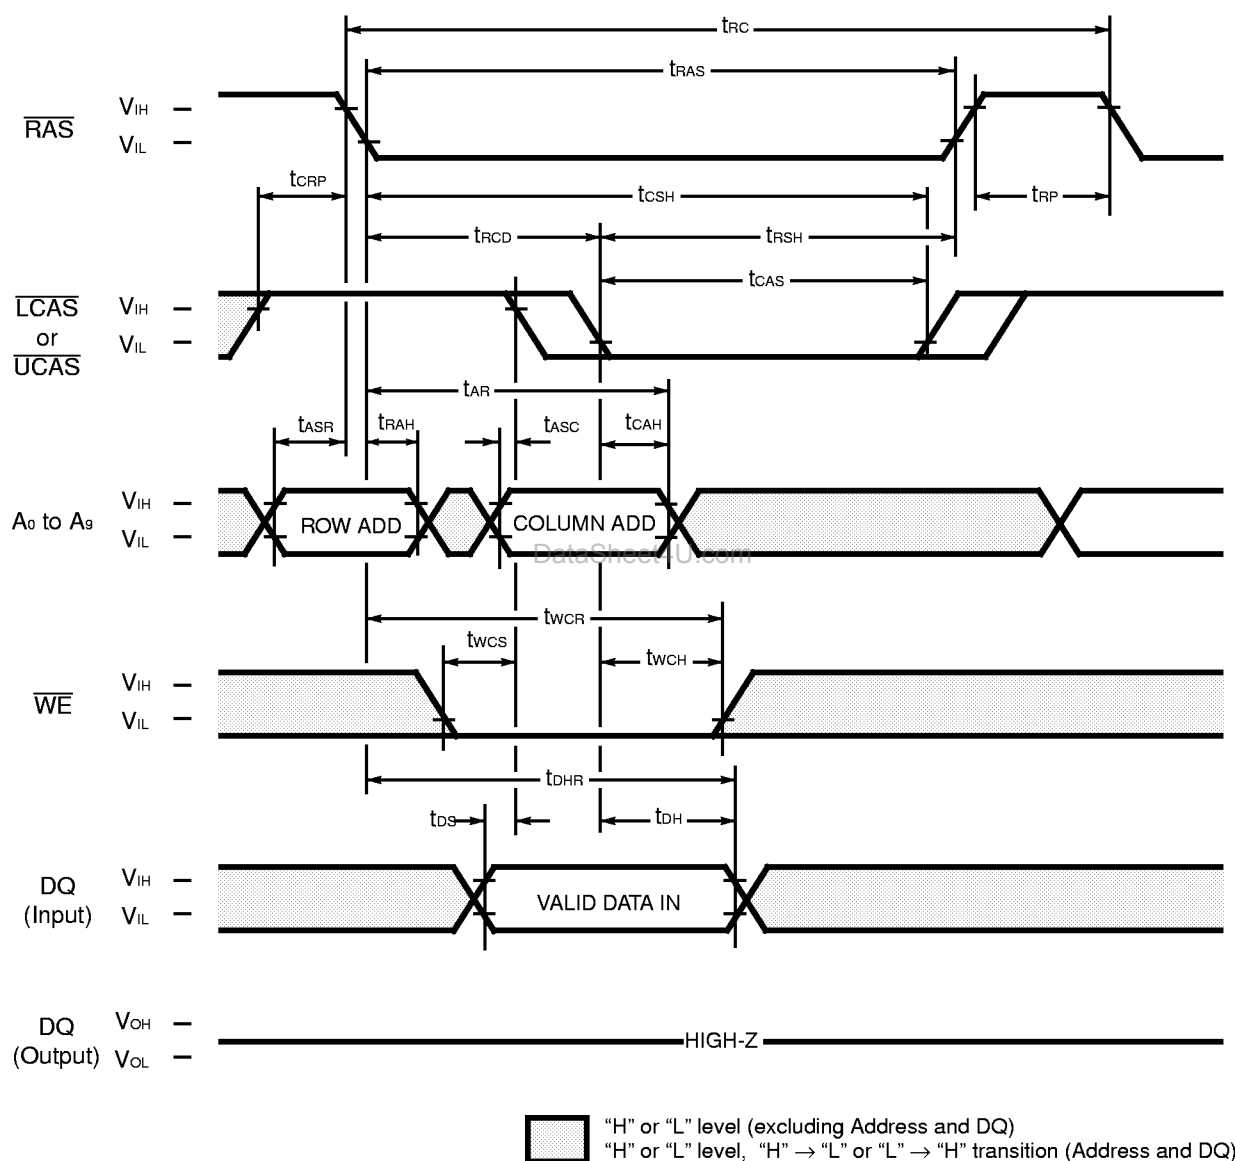 tRC
tRAS
RAS
VIH
VIL
tCRP
tCSH
tRP
tRCD
tRSH
tCAS
LCAS
or
UCAS
VIH
VIL
tAR
tASR
tRAH
tASC
tCAH
A0 to A9
VIH
VIL
ROW ADD
COLUMN ADD
DataSheet4U.com
tWCR
tWCS
tWCH
WE
VIH
VIL
tDHR
tDS
tDH
DQ
(Input)
VIH
VIL
VALID DATA IN
DQ
(Output)
VOH
VOL
HIGH-Z
“H” or “L” level (excluding Address and DQ)
“H” or “L” level, “H” → “L” or “L” → “H” transition (Address and DQ)